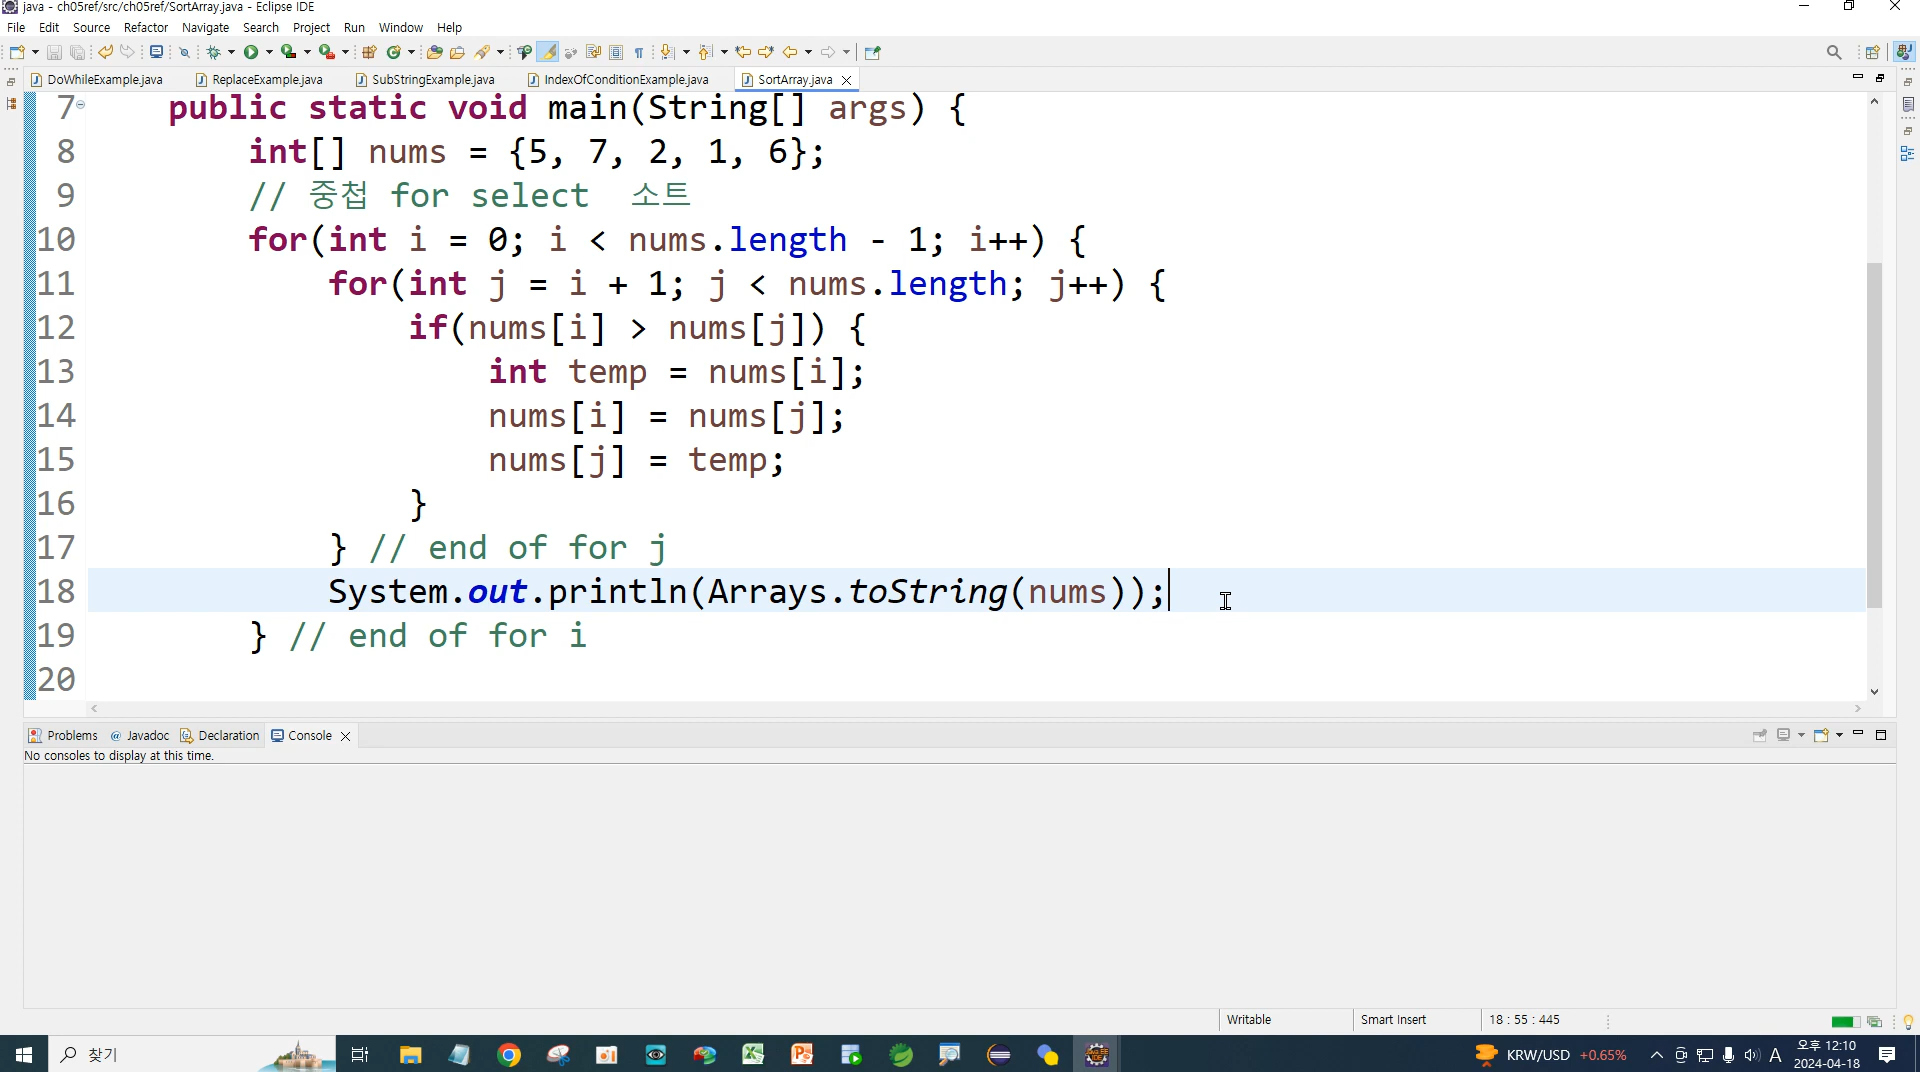 java - ch05ref/src/ch05ref/SortArray.java - Eclipse IDE
File Edit Source Refactor Navigate Search Project Run Window Help
DoWhileExample.java ReplaceExample.java SubStringExample.java IndexOfConditionExample.java SortArray.java
7 public static void main(String[] args) {
8 int[] nums = {5, 7, 2, 1, 6};
9 // 중첩 for select 소트
10 for(int i = 0; i < nums.length - 1; i++) {
11 for(int j = i + 1; j < nums.length; j++) {
12 if(nums[i] > nums[j]) {
13 int temp = nums[i];
14 nums[i] = nums[j];
15 nums[j] = temp;
16 }
17 } // end of for j
18 System.out.println(Arrays.toString(nums));
19 } // end of for i
20
Problems @ Javadoc Declaration Console
No consoles to display at this time.
Writable Smart Insert 18 : 55 : 445
찾기 KRW/USD +0.65% A 오후 12:10
2024-04-18